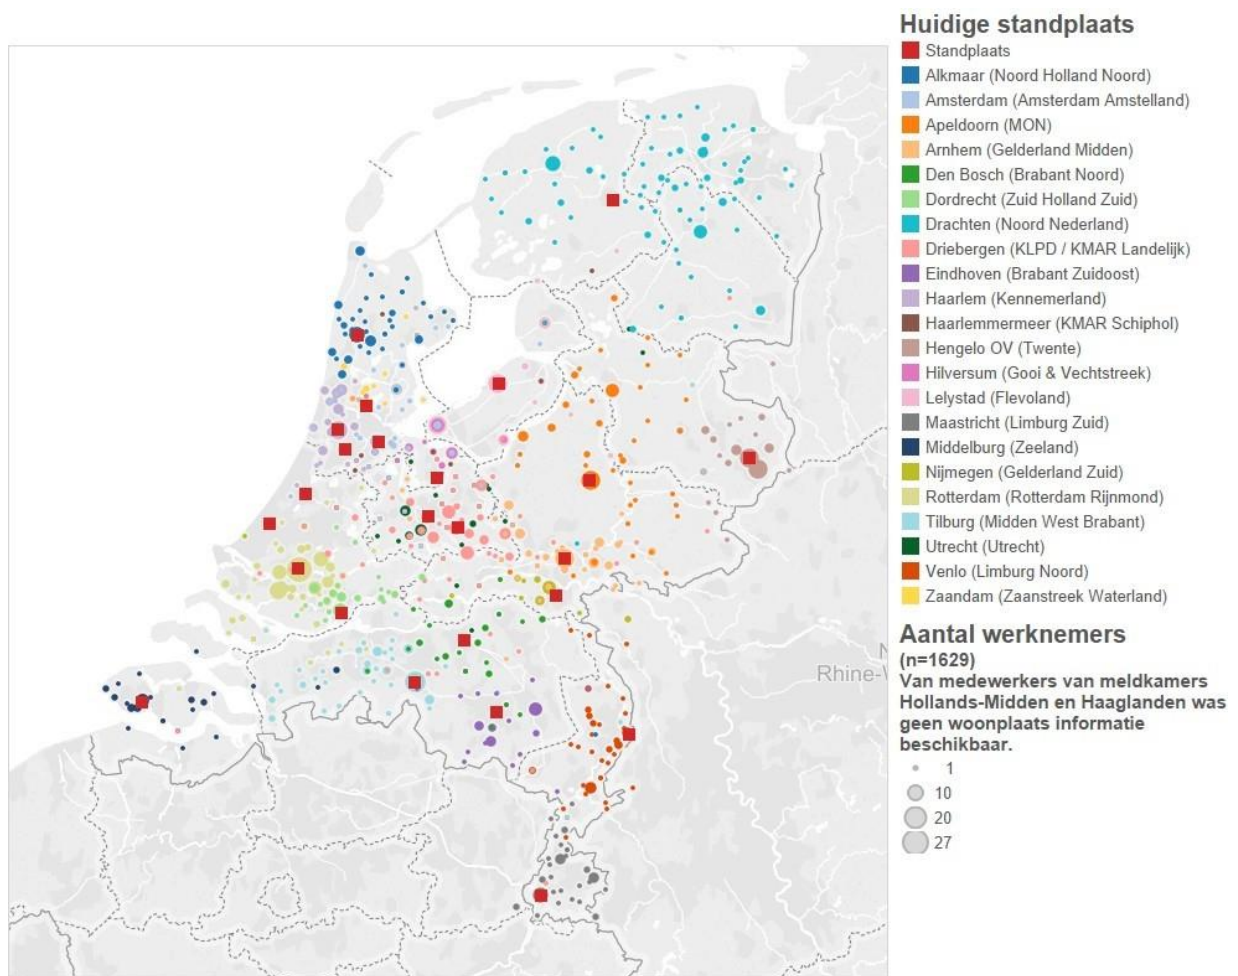 Huidige standplaats
Standplaats
Alkmaar (Noord Holland Noord)
Amsterdam (Amsterdam Amstelland)
Apeldoorn (MON)
Arnhem (Gelderland Midden)
Den Bosch (Brabant Noord)
Dordrecht (Zuid Holland Zuid)
Drachten (Noord Nederland)
Driebergen (KLPD / KMAR Landelijk)
Eindhoven (Brabant Zuidoost)
Haarlem (Kennemerland)
Haarlemmermeer (KMAR Schiphol)
Hengelo OV (Twente)
Hilversum (Gooi & Vechtstreek)
Lelystad (Flevoland)
Maastricht (Limburg Zuid)
Middelburg (Zeeland)
Nijmegen (Gelderland Zuid)
Rotterdam (Rotterdam Rijnmond)
Tilburg (Midden West Brabant)
Utrecht (Utrecht)
Venlo (Limburg Noord)
Zaandam (Zaanstreek Waterland)
Aantal werknemers
(n=1629)
Van medewerkers van meldkamers
Hollands-Midden en Haaglanden was
geen woonplaats informatie
beschikbaar.
1
10
20
27
N
Rhine-W